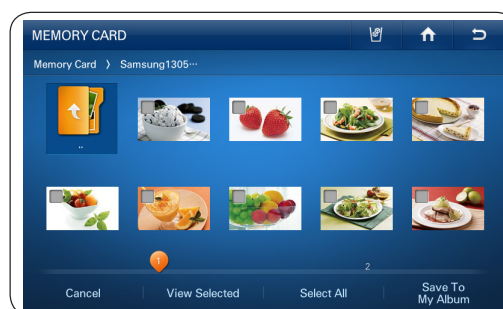 MEMORY CARD
Memory Card 〉 Samsung1305···
..
1
2
Cancel
View Selected
Select All
Save To
My Album